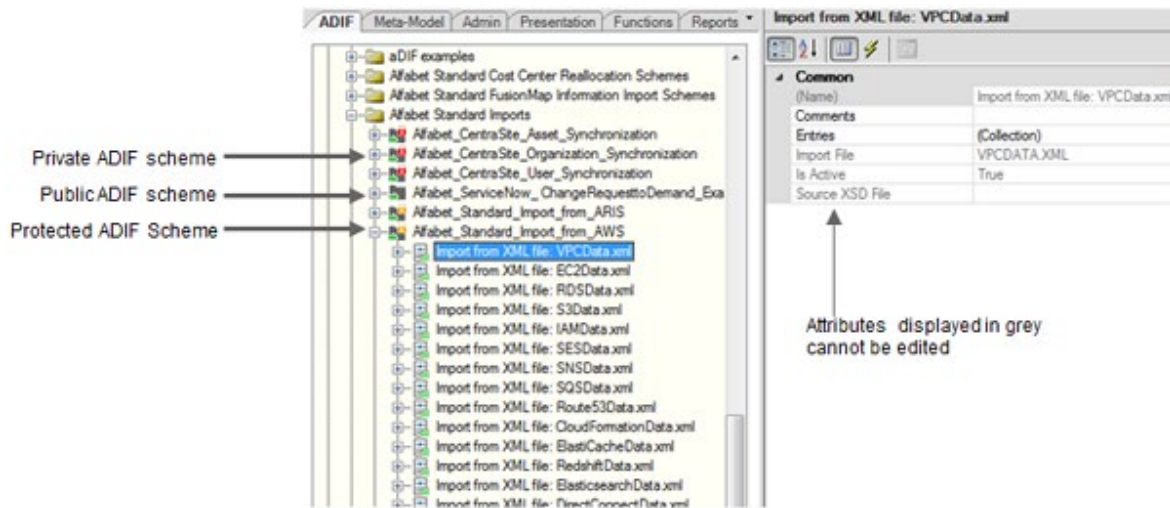 ADIF Meta-Model Admin Presentation Functions Reports
aDIF examples
Alfabet Standard Cost Center Reallocation Schemes
Alfabet Standard FusionMap Information Import Schemes
Alfabet Standard Imports
Alfabet_CentraSite_Asset_Synchronization
Private ADIF scheme
Alfabet_CentraSite_Organization_Synchronization
Alfabet_CentraSite_User_Synchronization
Public ADIF scheme
Alfabet_ServiceNow_ChangeRequesttoDemand_Exa
Alfabet_Standard_Import_from_ARIS
Protected ADIF Scheme
Alfabet_Standard_Import_from_AWS
Import from XML file: VPCData.xml
Import from XML file: EC2Data.xml
Import from XML file: RDSData.xml
Import from XML file: S3Data.xml
Import from XML file: IAMData.xml
Import from XML file: SESData.xml
Import from XML file: SNSData.xml
Import from XML file: SQSData.xml
Import from XML file: Route53Data.xml
Import from XML file: CloudFormationData.xml
Import from XML file: ElastiCacheData.xml
Import from XML file: RedshiftData.xml
Import from XML file: ElasticsearchData.xml
Import from XML file: DirectConnectData.xml
Import from XML file: VPCData.xml
Common
(Name) Import from XML file: VPCData.xml
Comments
Entries (Collection)
Import File VPCDATA.XML
Is Active True
Source XSD File
Attributes displayed in grey
cannot be edited